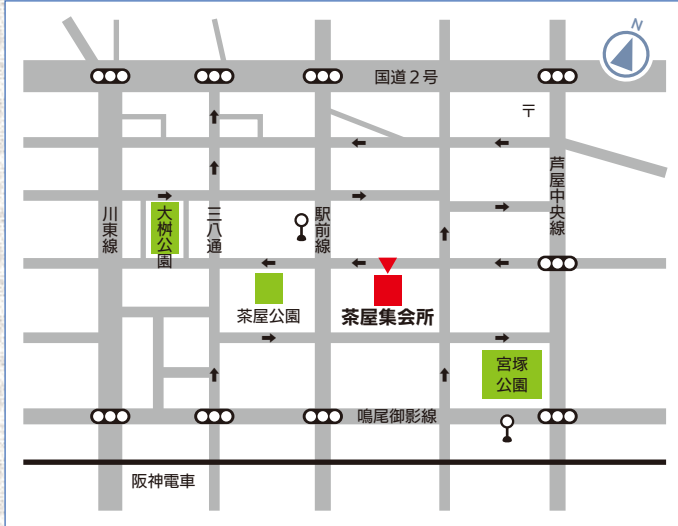 N
国道２号
〒
芦屋中央線
川東線
大桝公園
三八通
駅前線
茶屋公園
茶屋集会所
宮塚
公園
鳴尾御影線
阪神電車